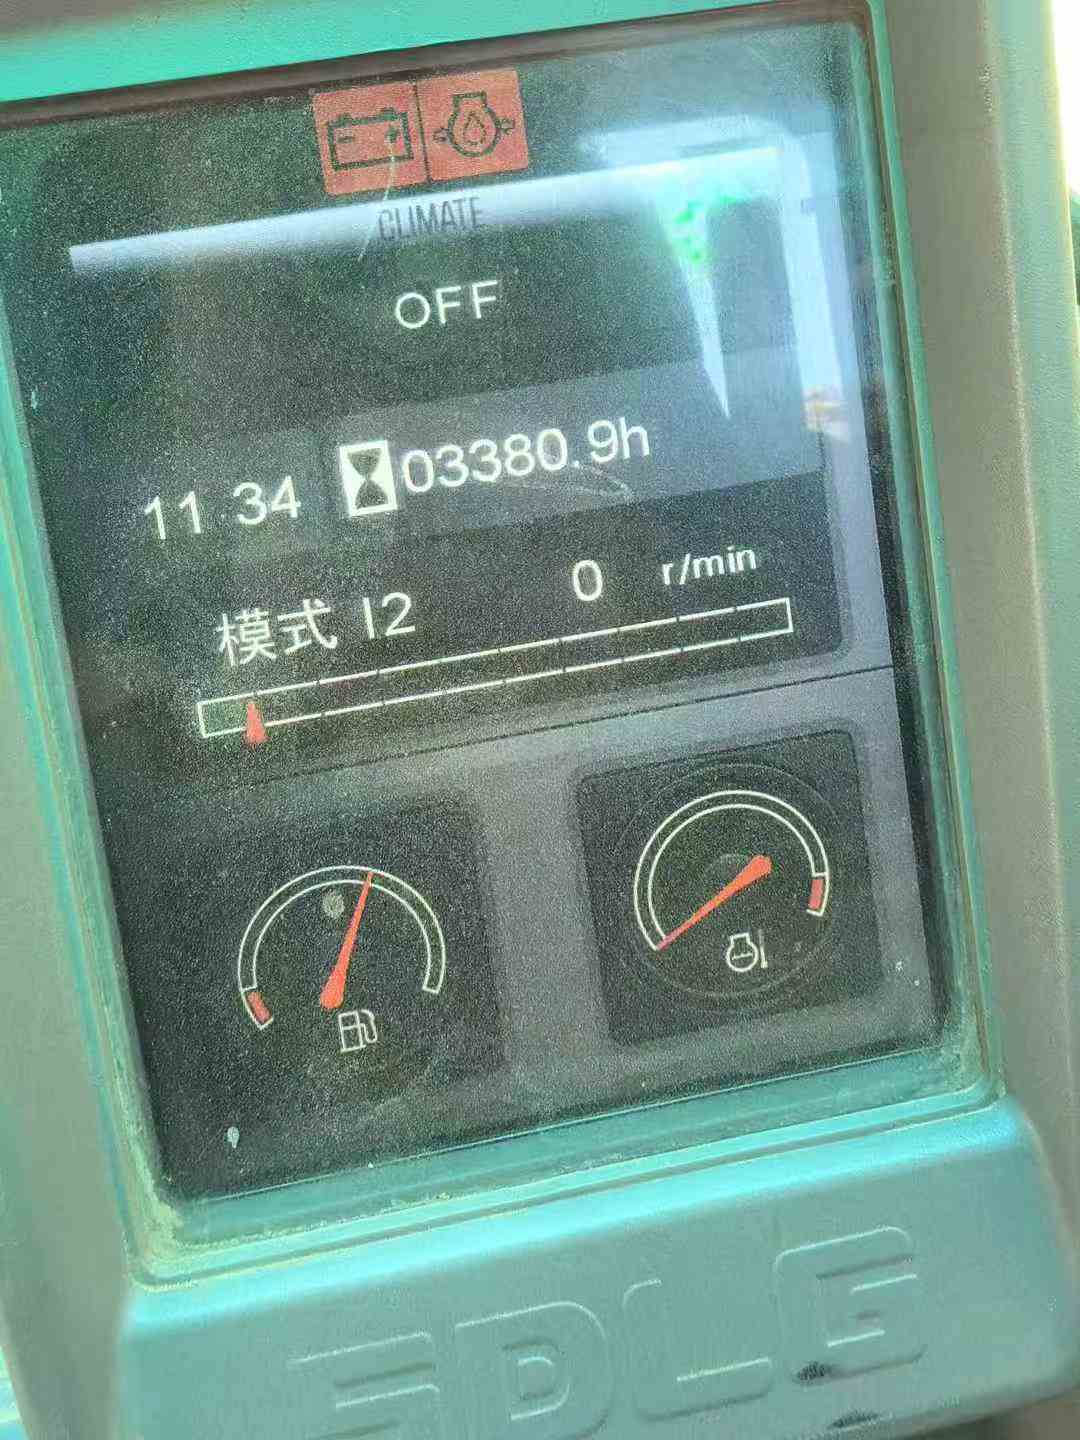 CLIMATE
OFF
11 34 03380.9h
模式 I2 0 r/min
SDLG